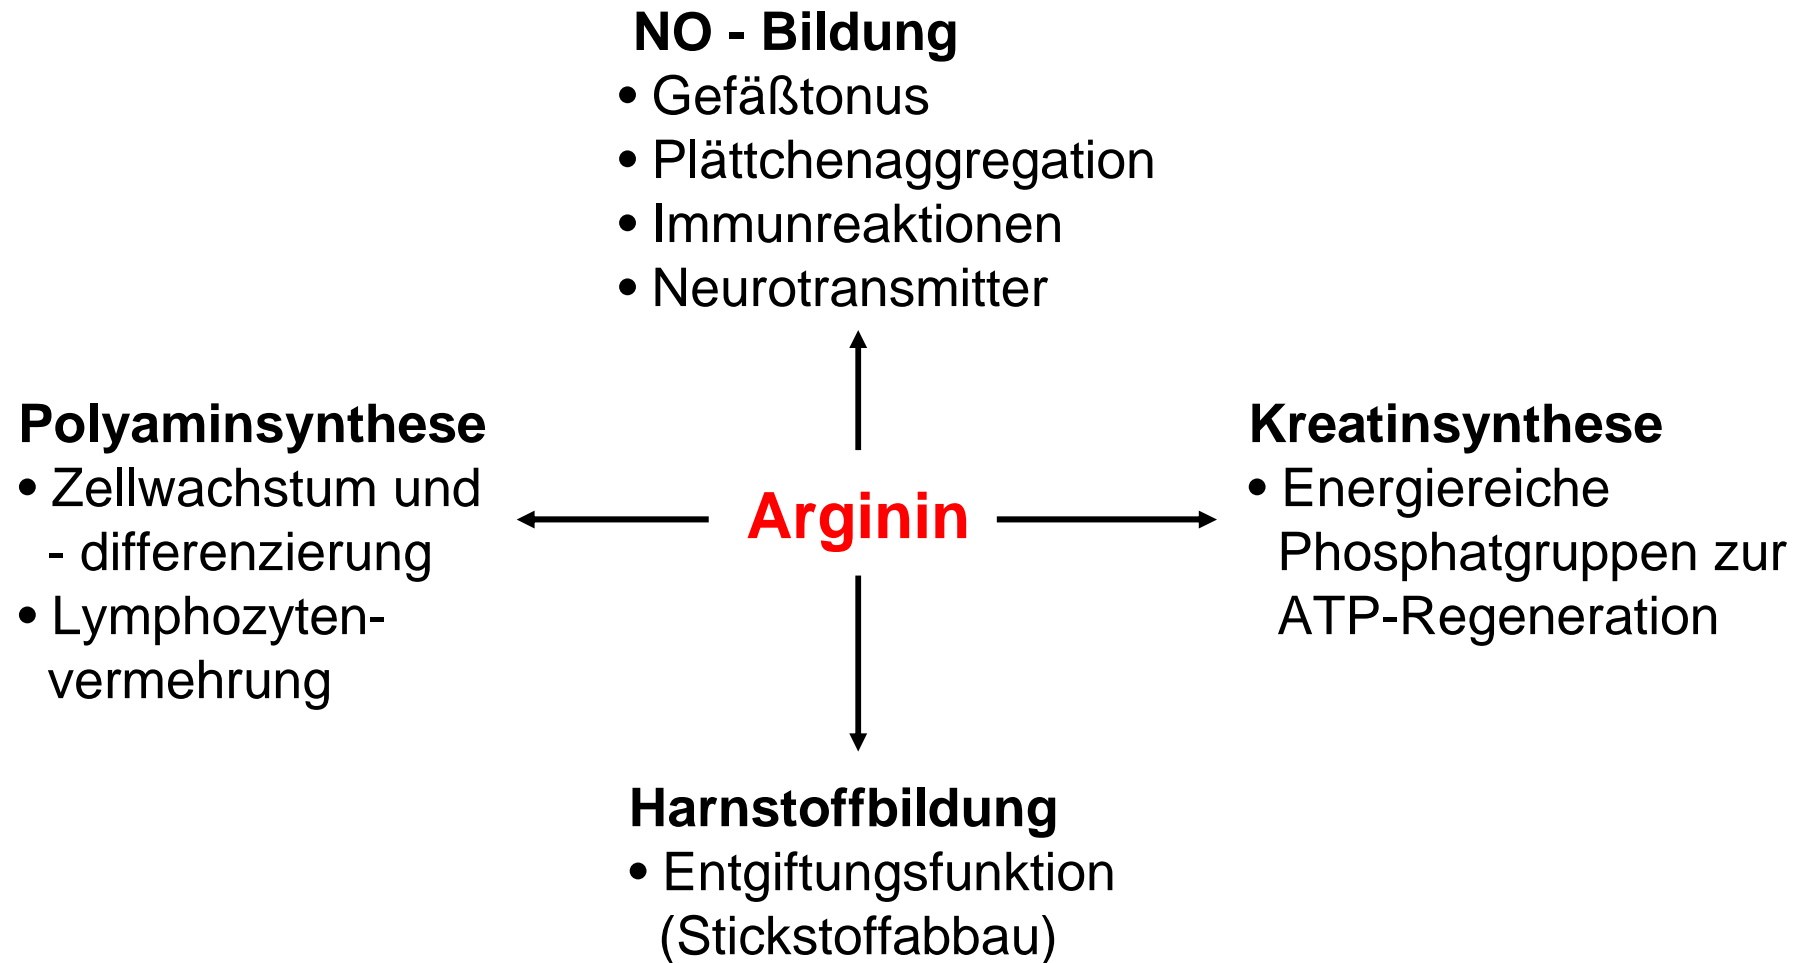 NO - Bildung
• Gefäßtonus
• Plättchenaggregation
• Immunreaktionen
• Neurotransmitter
Polyaminsynthese
• Zellwachstum und
- differenzierung
• Lymphozyten-
vermehrung
Arginin
Kreatinsynthese
• Energiereiche
Phosphatgruppen zur
ATP-Regeneration
Harnstoffbildung
• Entgiftungsfunktion
(Stickstoffabbau)